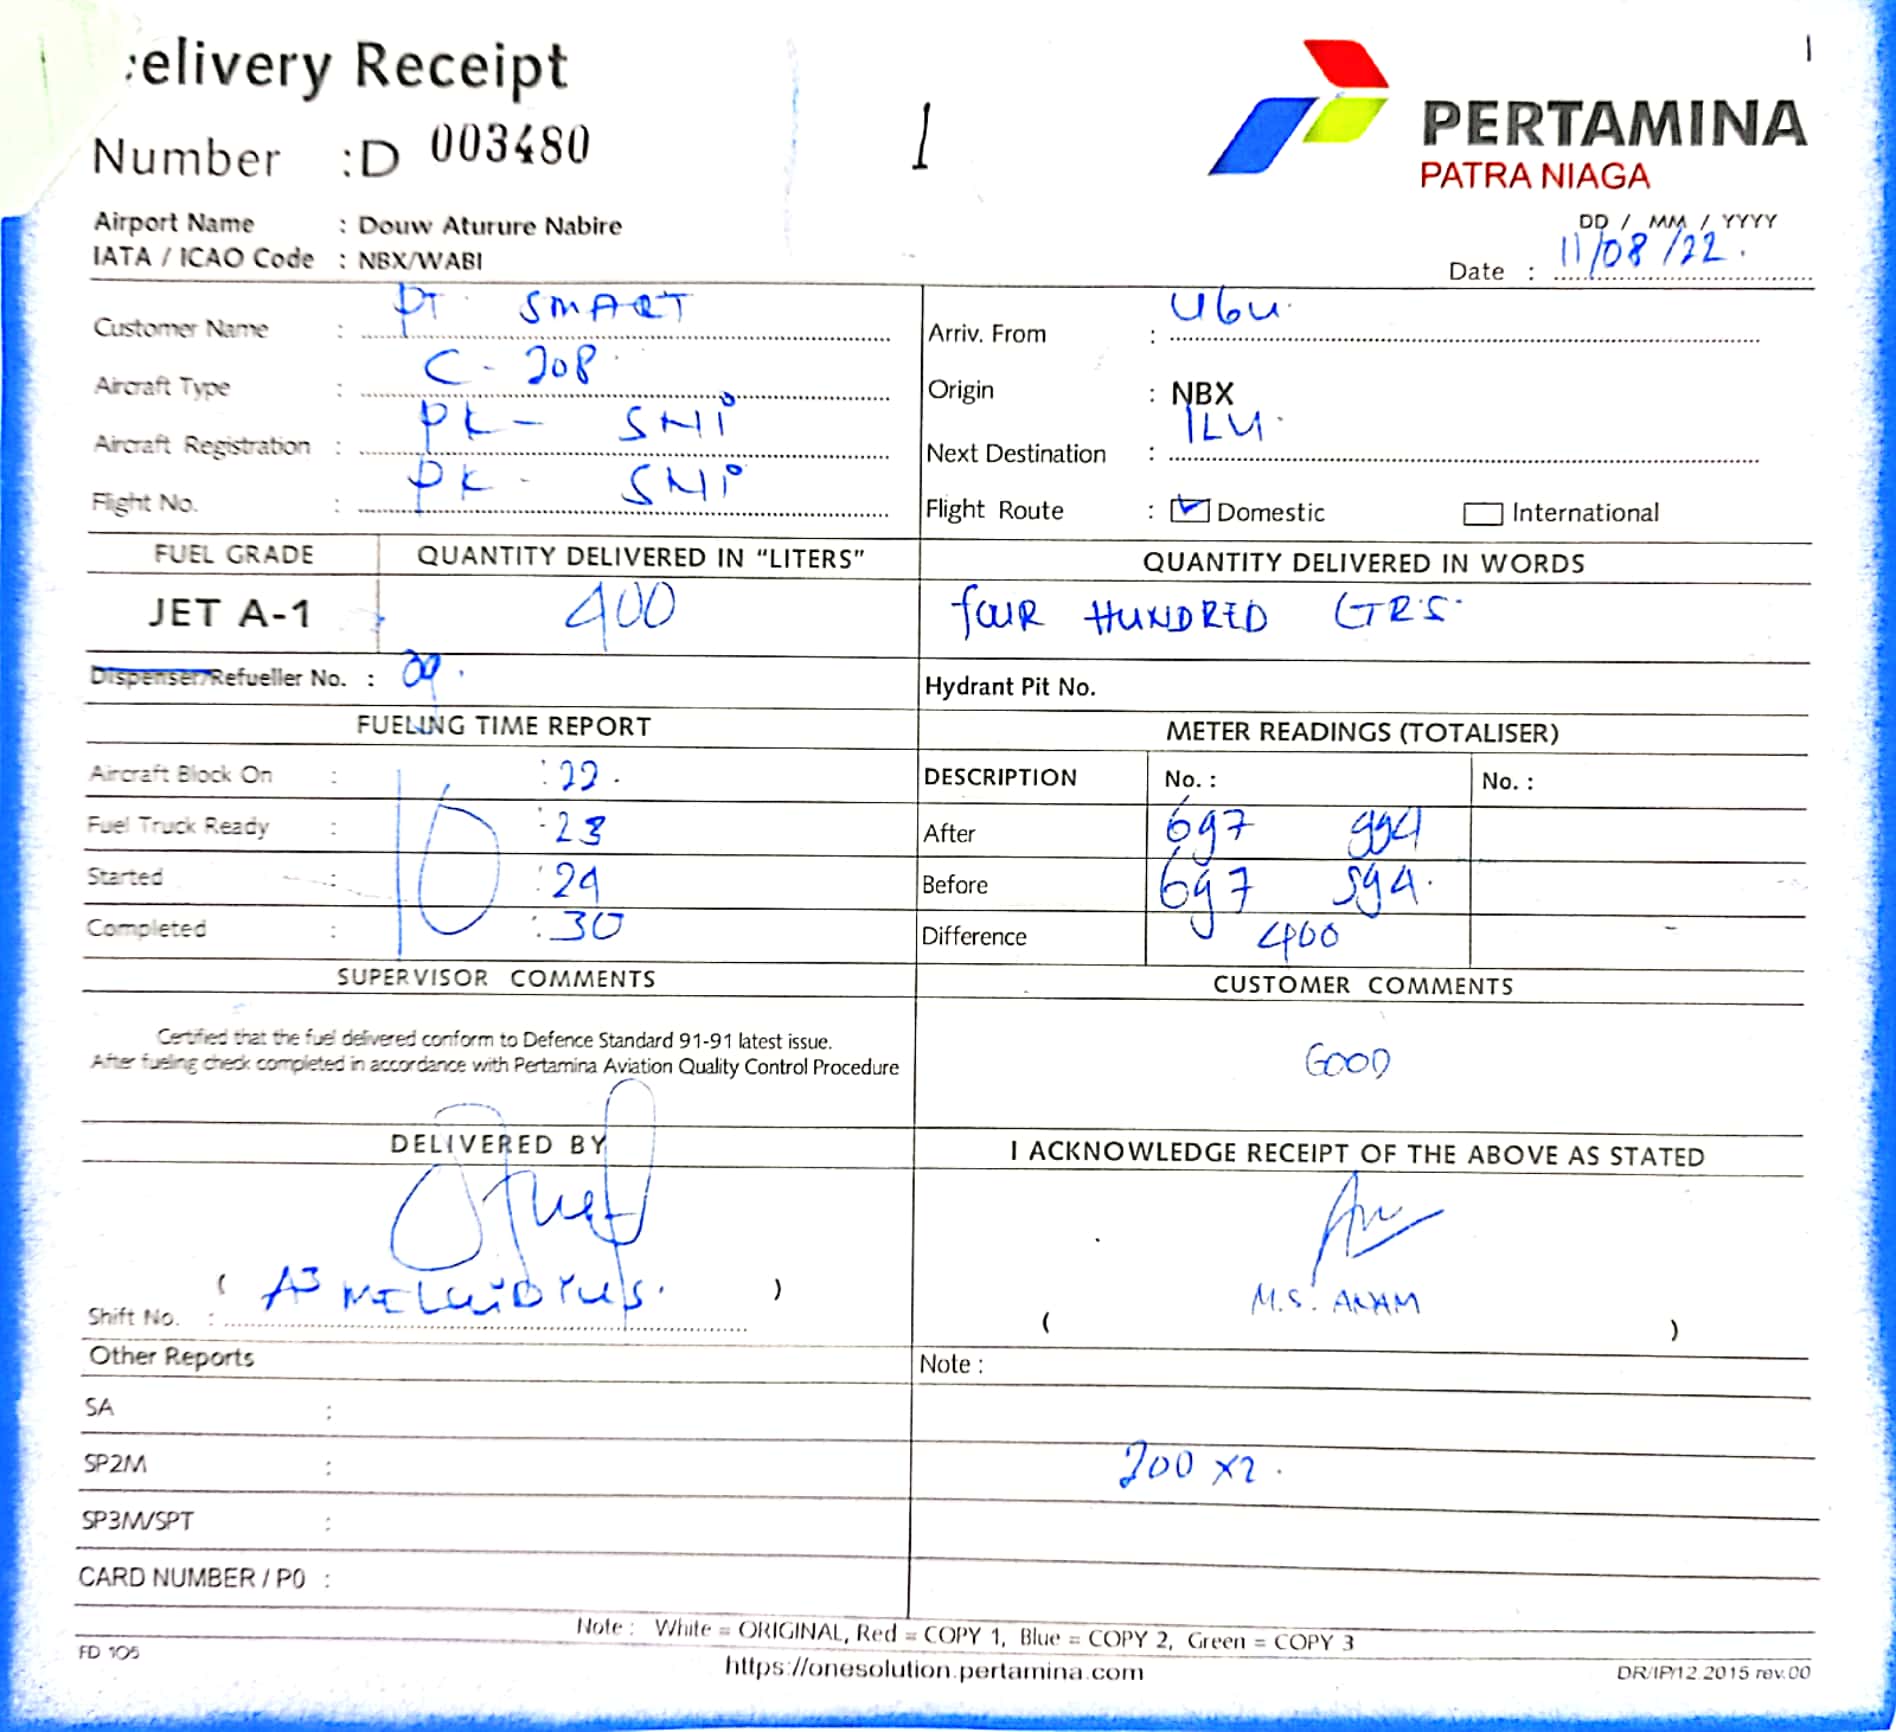 elivery Receipt
Number :D 003480
1
PERTAMINA
PATRA NIAGA
Airport Name : Douw Aturure Nabire
IATA / ICAO Code : NBX/WABI
DD / MM / YYYY
Date : 11/08/22.
Customer Name : PT. SMART
Aircraft Type : C - 208
Aircraft Registration : PK - SNI
Flight No. : PK - SNI
Arriv. From : UBU.
Origin : NBX
Next Destination : ILU.
Flight Route : Domestic International
FUEL GRADE QUANTITY DELIVERED IN "LITERS" QUANTITY DELIVERED IN WORDS
JET A-1 400 FOUR HUNDRED LTRS
Dispenser/Refueller No. : 09. Hydrant Pit No.
FUELING TIME REPORT
Aircraft Block On : 10 :22.
Fuel Truck Ready : :23
Started : :29
Completed : :30
METER READINGS (TOTALISER)
DESCRIPTION No. : No. :
After 697 994
Before 697 594.
Difference 400 -
SUPERVISOR COMMENTS
Certified that the fuel delivered conform to Defence Standard 91-91 latest issue.
After fueling check completed in accordance with Pertamina Aviation Quality Control Procedure
CUSTOMER COMMENTS
GOOD
DELIVERED BY
( )
Shift No. :
I ACKNOWLEDGE RECEIPT OF THE ABOVE AS STATED
M.S. ANAM
( )
Other Reports
SA :
SP2M :
SP3M/SPT :
CARD NUMBER / PO :
Note :
200 x2.
Note : White = ORIGINAL, Red = COPY 1, Blue = COPY 2, Green = COPY 3
FD 105
https://onesolution.pertamina.com
DR/IP/12.2015 rev.00